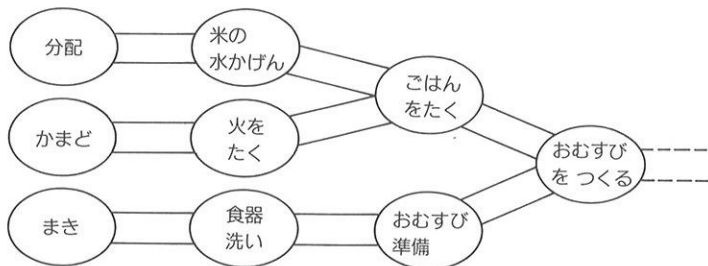 分配
米の
水かげん
ごはん
をたく
かまど
火を
たく
おむすび
を つくる
まき
食器
洗い
おむすび
準備